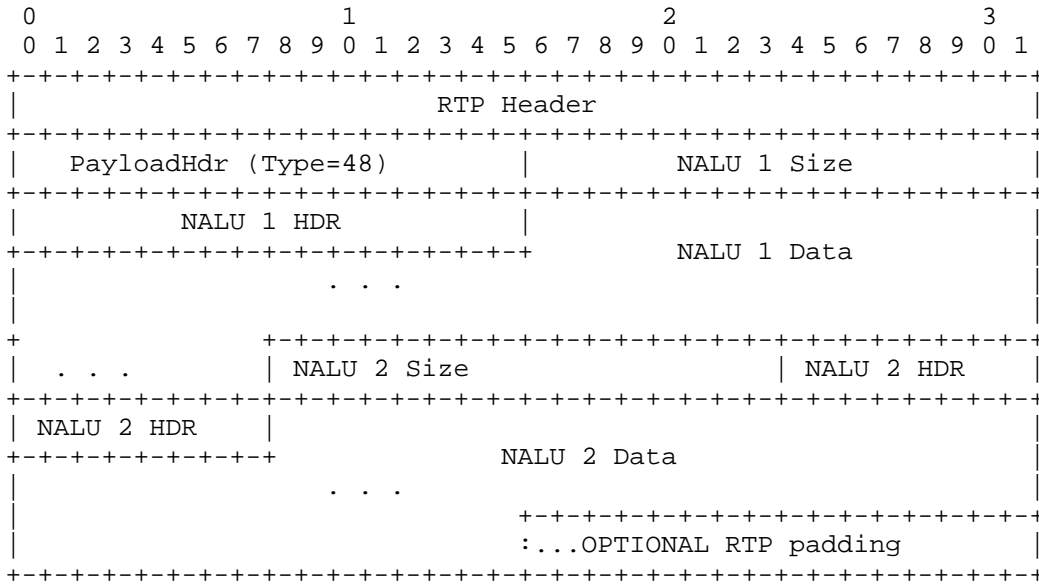 0                   1                   2                   3
 0 1 2 3 4 5 6 7 8 9 0 1 2 3 4 5 6 7 8 9 0 1 2 3 4 5 6 7 8 9 0 1
+-+-+-+-+-+-+-+-+-+-+-+-+-+-+-+-+-+-+-+-+-+-+-+-+-+-+-+-+-+-+-+-+
|                          RTP Header                           |
+-+-+-+-+-+-+-+-+-+-+-+-+-+-+-+-+-+-+-+-+-+-+-+-+-+-+-+-+-+-+-+-+
|   PayloadHdr (Type=48)        |         NALU 1 Size           |
+-+-+-+-+-+-+-+-+-+-+-+-+-+-+-+-+-+-+-+-+-+-+-+-+-+-+-+-+-+-+-+-+
|          NALU 1 HDR           |                               |
+-+-+-+-+-+-+-+-+-+-+-+-+-+-+-+-+         NALU 1 Data           |
|                   . . .                                       |
|                                                               |
+               +-+-+-+-+-+-+-+-+-+-+-+-+-+-+-+-+-+-+-+-+-+-+-+-+
|  . . .        | NALU 2 Size                   | NALU 2 HDR    |
+-+-+-+-+-+-+-+-+-+-+-+-+-+-+-+-+-+-+-+-+-+-+-+-+-+-+-+-+-+-+-+-+
| NALU 2 HDR    |                                               |
+-+-+-+-+-+-+-+-+              NALU 2 Data                      |
|                   . . .                                       |
|                               +-+-+-+-+-+-+-+-+-+-+-+-+-+-+-+-+
|                               :...OPTIONAL RTP padding        |
+-+-+-+-+-+-+-+-+-+-+-+-+-+-+-+-+-+-+-+-+-+-+-+-+-+-+-+-+-+-+-+-+